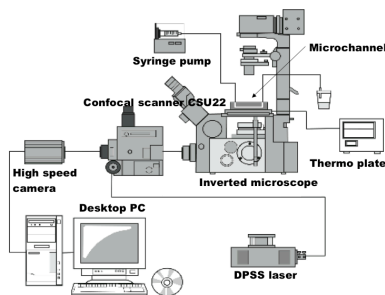 Microchannel
Syringe pump
Confocal scanner CSU22
Thermo plate
High speed
camera
Inverted microscope
Desktop PC
DPSS laser